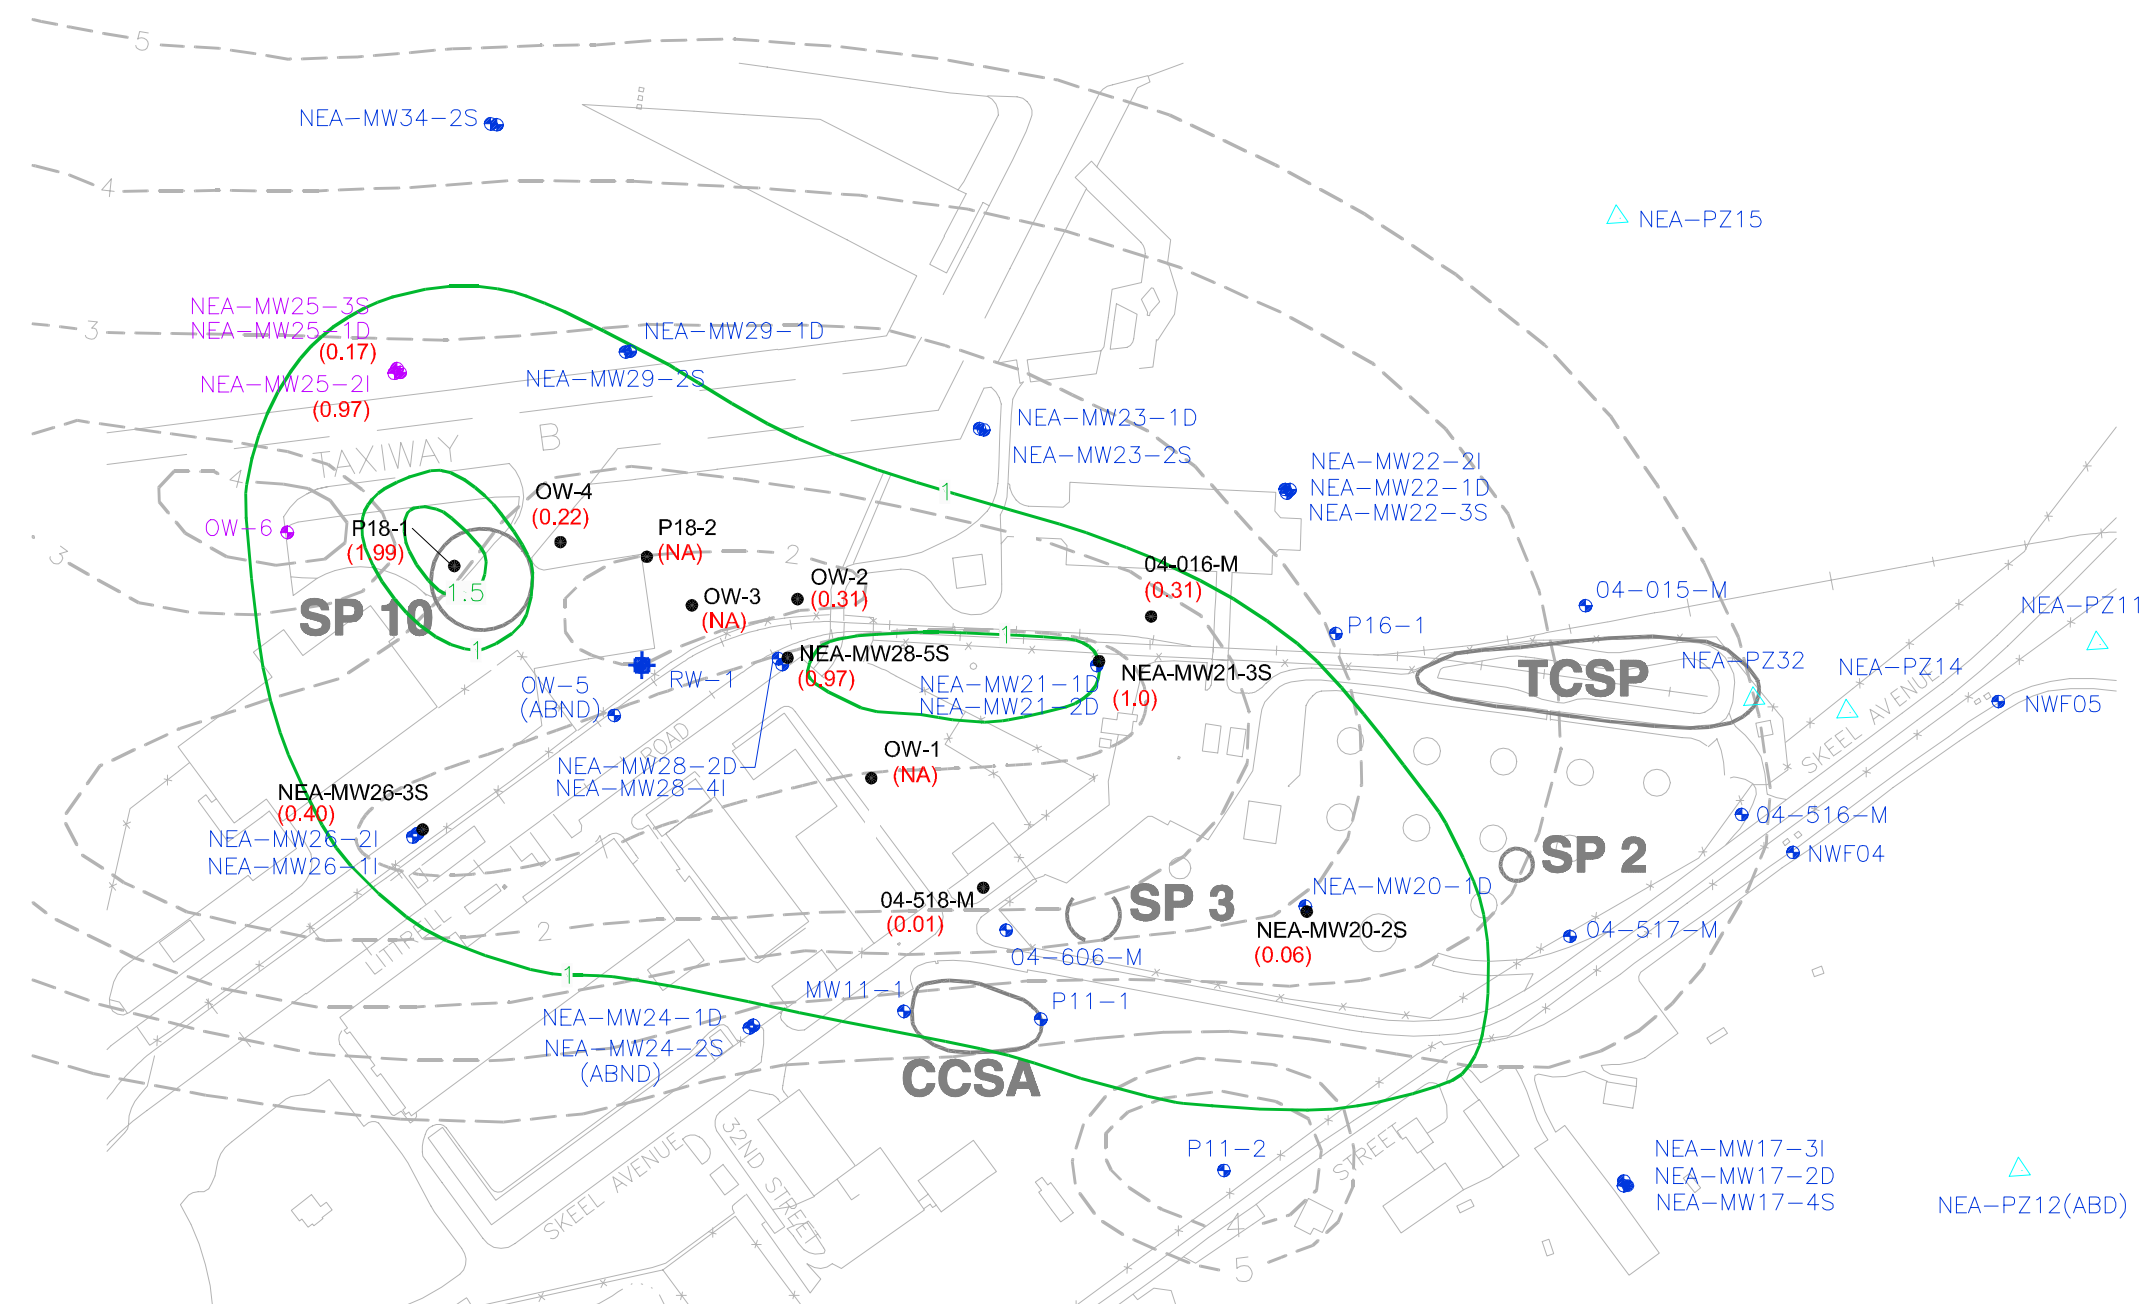 5
NEA-MW34-2S
4
NEA-PZ15
NEA-MW25-3S
NEA-MW25-1D
(0.17)
3
NEA-MW29-1D
NEA-MW25-2I
(0.97)
NEA-MW29-2S
NEA-MW23-1D
NEA-MW23-2S
TAXIWAY B
NEA-MW22-2I
NEA-MW22-1D
NEA-MW22-3S
4
1
OW-4
(0.22)
OW-6
P18-1
(1.99)
P18-2
(NA)
3
2
04-016-M
(0.31)
OW-2
(0.31)
1.5
OW-3
(NA)
04-015-M
NEA-PZ11
SP 10
P16-1
1
1
NEA-MW28-5S
(0.97)
NEA-MW21-3S
(1.0)
TCSP
NEA-PZ32
NEA-PZ14
OW-5
(ABND)
RW-1
NEA-MW21-1D
NEA-MW21-2D
NWF05
SKEEL AVENUE
OW-1
(NA)
NEA-MW28-2D
NEA-MW28-4I
LITTRELL ROAD
NEA-MW26-3S
(0.40)
NEA-MW26-2I
NEA-MW26-1I
1
04-516-M
SP 2
NWF04
04-518-M
(0.01)
SP 3
NEA-MW20-1D
NEA-MW20-2S
(0.06)
2
04-517-M
04-606-M
1
MW11-1
P11-1
NEA-MW24-1D
NEA-MW24-2S
(ABND)
CCSA
P11-2
STREET
NEA-MW17-3I
NEA-MW17-2D
NEA-MW17-4S
SKEEL AVENUE
32ND STREET
NEA-PZ12(ABD)
4
5